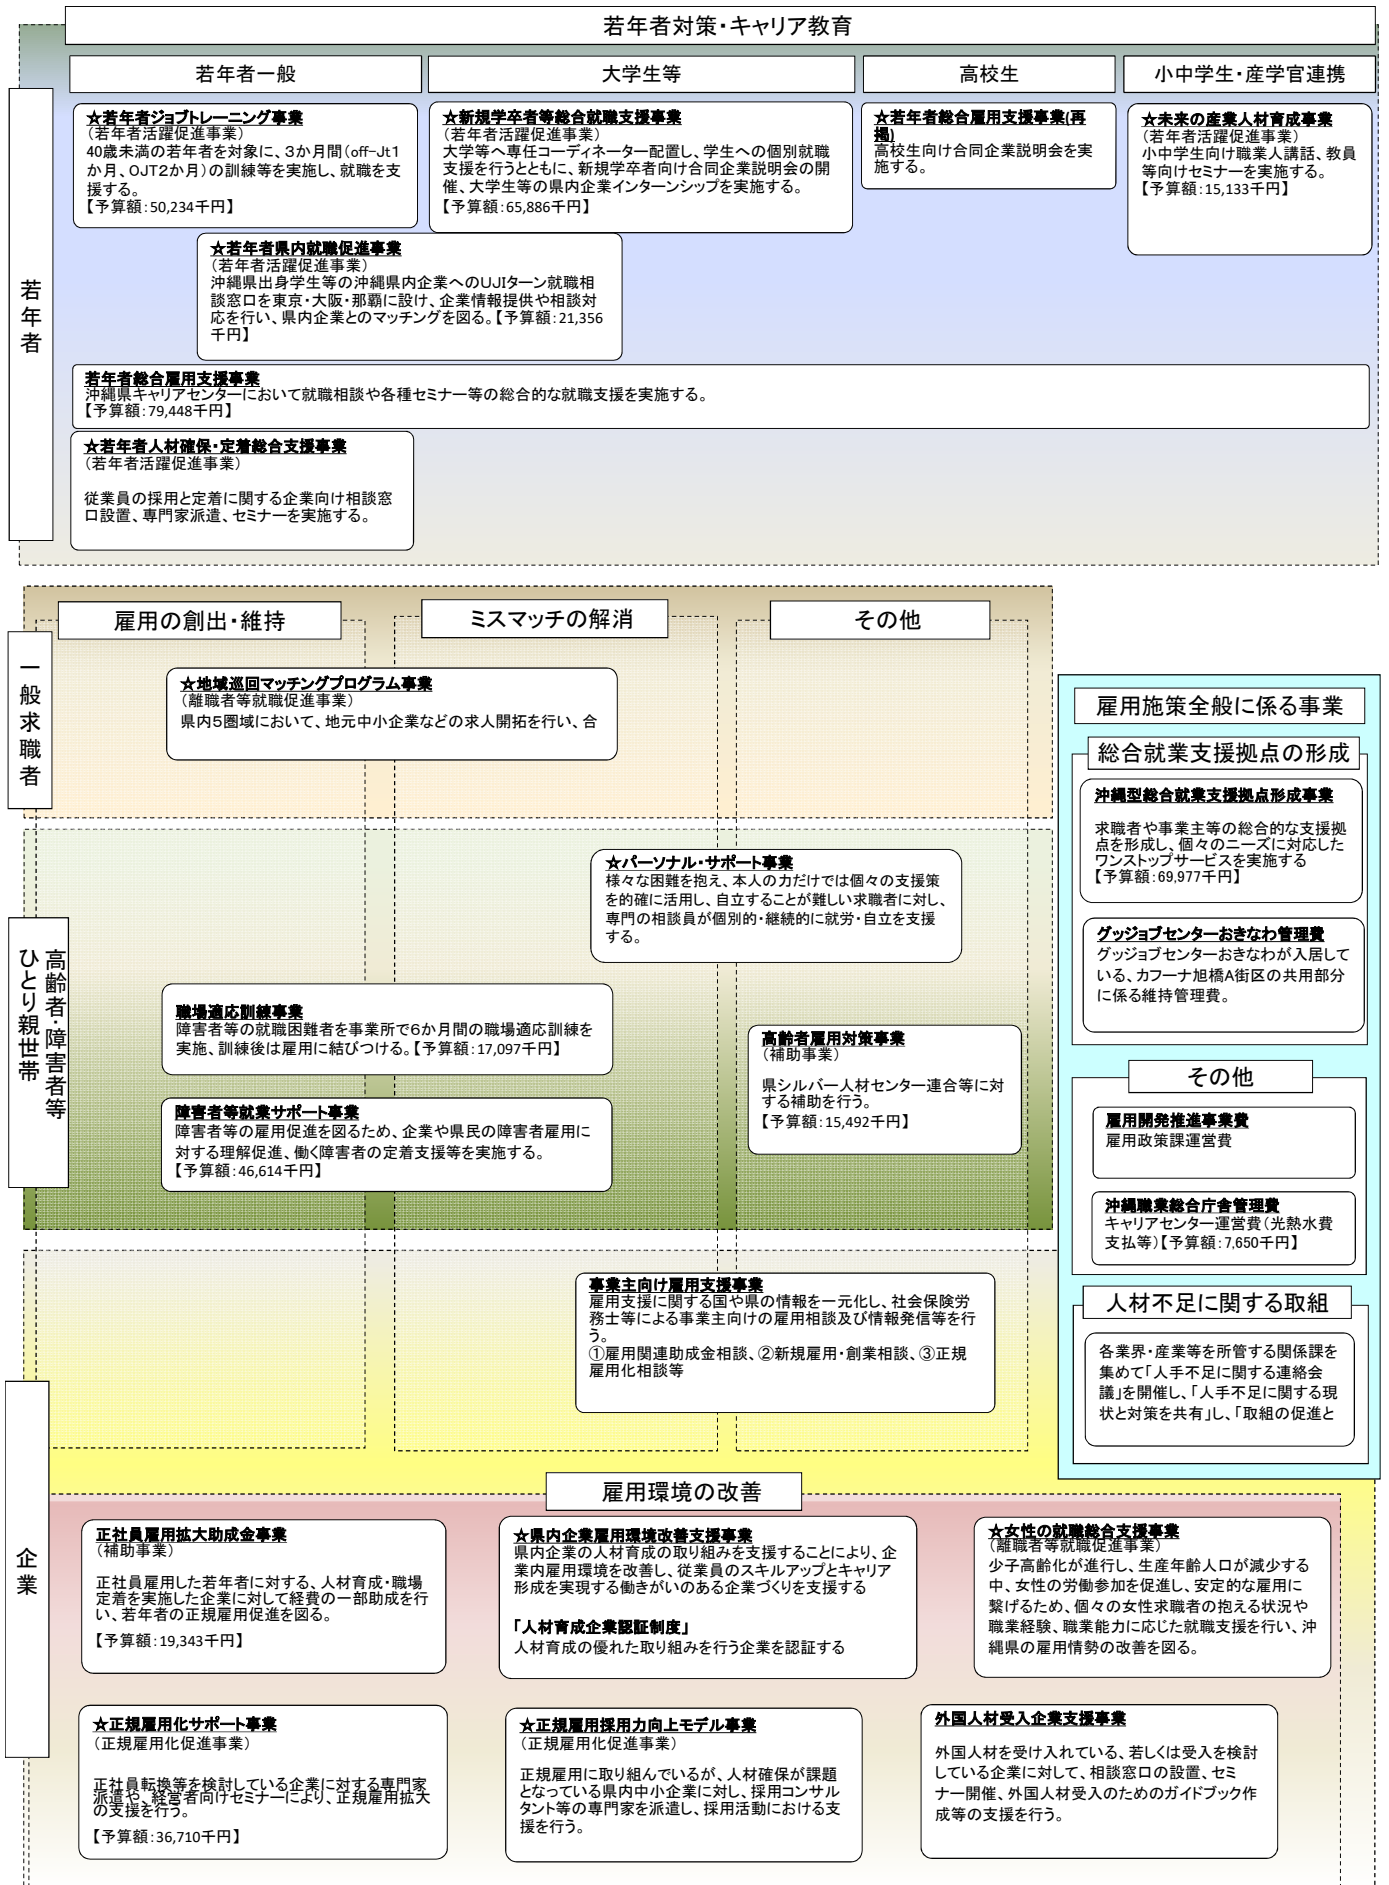 若年者対策・キャリア教育
若年者一般
大学生等
高校生
小中学生・産学官連携
若年者
☆若年者ジョブトレーニング事業
（若年者活躍促進事業）
40歳未満の若年者を対象に、3か月間（off-Jt1
か月、OJT2か月）の訓練等を実施し、就職を支
援する。
【予算額：50,234千円】
☆新規学卒者等総合就職支援事業
（若年者活躍促進事業）
大学等へ専任コーディネーター配置し、学生への個別就職
支援を行うとともに、新規学卒者向け合同企業説明会の開
催、大学生等の県内企業インターンシップを実施する。
【予算額：65,886千円】
☆若年者総合雇用支援事業(再
掲)
高校生向け合同企業説明会を実
施する。
☆未来の産業人材育成事業
（若年者活躍促進事業）
小中学生向け職業人講話、教員
等向けセミナーを実施する。
【予算額：15,133千円】
☆若年者県内就職促進事業
（若年者活躍促進事業）
沖縄県出身学生等の沖縄県内企業へのUJIターン就職相
談窓口を東京・大阪・那覇に設け、企業情報提供や相談対
応を行い、県内企業とのマッチングを図る。【予算額：21,356
千円】
若年者総合雇用支援事業
沖縄県キャリアセンターにおいて就職相談や各種セミナー等の総合的な就職支援を実施する。
【予算額：79,448千円】
☆若年者人材確保・定着総合支援事業
（若年者活躍促進事業）
従業員の採用と定着に関する企業向け相談窓
口設置、専門家派遣、セミナーを実施する。
雇用の創出・維持
ミスマッチの解消
その他
一般求職者
☆地域巡回マッチングプログラム事業
（離職者等就職促進事業）
県内5圏域において、地元中小企業などの求人開拓を行い、合
高齢者・障害者等
ひとり親世帯
☆パーソナル・サポート事業
様々な困難を抱え、本人の力だけでは個々の支援策
を的確に活用し、自立することが難しい求職者に対し、
専門の相談員が個別的・継続的に就労・自立を支援
する。
職場適応訓練事業
障害者等の就職困難者を事業所で6か月間の職場適応訓練を
実施、訓練後は雇用に結びつける。【予算額：17,097千円】
高齢者雇用対策事業
（補助事業）
県シルバー人材センター連合等に対
する補助を行う。
【予算額：15,492千円】
障害者等就業サポート事業
障害者等の雇用促進を図るため、企業や県民の障害者雇用に
対する理解促進、働く障害者の定着支援等を実施する。
【予算額：46,614千円】
雇用施策全般に係る事業
総合就業支援拠点の形成
沖縄型総合就業支援拠点形成事業
求職者や事業主等の総合的な支援拠
点を形成し、個々のニーズに対応した
ワンストップサービスを実施する
【予算額：69,977千円】
グッジョブセンターおきなわ管理費
グッジョブセンターおきなわが入居して
いる、カフーナ旭橋A街区の共用部分
に係る維持管理費。
その他
雇用開発推進事業費
雇用政策課運営費
沖縄職業総合庁舎管理費
キャリアセンター運営費（光熱水費
支払等）【予算額：7,650千円】
人材不足に関する取組
各業界・産業等を所管する関係課を
集めて「人手不足に関する連絡会
議」を開催し、「人手不足に関する現
状と対策を共有」し、「取組の促進と
企業
事業主向け雇用支援事業
雇用支援に関する国や県の情報を一元化し、社会保険労
務士等による事業主向けの雇用相談及び情報発信等を行
う。
①雇用関連助成金相談、②新規雇用・創業相談、③正規
雇用化相談等
雇用環境の改善
正社員雇用拡大助成金事業
（補助事業）
正社員雇用した若年者に対する、人材育成・職場
定着を実施した企業に対して経費の一部助成を行
い、若年者の正規雇用促進を図る。
【予算額：19,343千円】
☆県内企業雇用環境改善支援事業
県内企業の人材育成の取り組みを支援することにより、企
業内雇用環境を改善し、従業員のスキルアップとキャリア
形成を実現する働きがいのある企業づくりを支援する
「人材育成企業認証制度」
人材育成の優れた取り組みを行う企業を認証する
☆女性の就職総合支援事業
（離職者等就職促進事業）
少子高齢化が進行し、生産年齢人口が減少する
中、女性の労働参加を促進し、安定的な雇用に
繋げるため、個々の女性求職者の抱える状況や
職業経験、職業能力に応じた就職支援を行い、沖
縄県の雇用情勢の改善を図る。
☆正規雇用化サポート事業
（正規雇用化促進事業）
正社員転換等を検討している企業に対する専門家
派遣や、経営者向けセミナーにより、正規雇用拡大
の支援を行う。
【予算額：36,710千円】
☆正規雇用採用力向上モデル事業
（正規雇用化促進事業）
正規雇用に取り組んでいるが、人材確保が課題
となっている県内中小企業に対し、採用コンサル
タント等の専門家を派遣し、採用活動における支
援を行う。
外国人材受入企業支援事業
外国人材を受け入れている、若しくは受入を検討
している企業に対して、相談窓口の設置、セミ
ナー開催、外国人材受入のためのガイドブック作
成等の支援を行う。